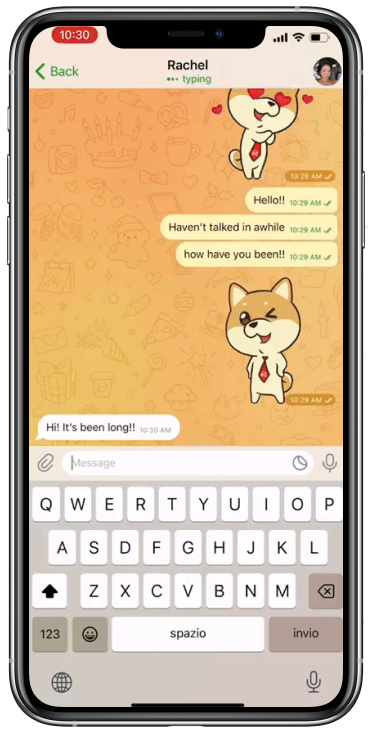 10:30
Back
Rachel
typing
10:28 AM
Hello!! 10:29 AM
Haven't talked in awhile 10:29 AM
how have you been!! 10:29 AM
10:29 AM
Hi! It's been long!! 10:30 AM
Message
Q W E R T Y U I O P
A S D F G H J K L
Z X C V B N M
123 spazio invio